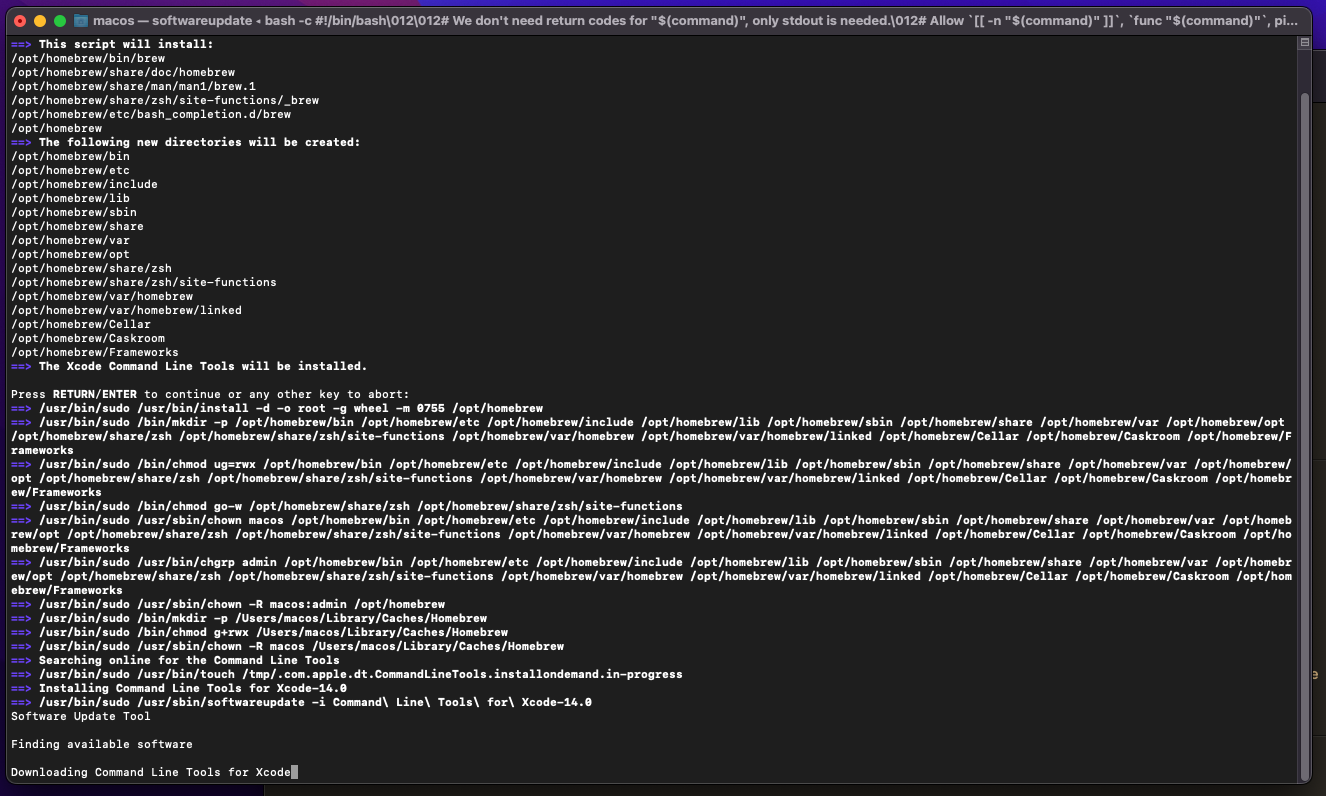 macos — softwareupdate ◂ bash -c #!/bin/bash\012\012# We don't need return codes for "$(command)", only stdout is needed.\012# Allow `[[ -n "$(command)" ]]`, `func "$(command)"`, pi...
==> This script will install:
/opt/homebrew/bin/brew
/opt/homebrew/share/doc/homebrew
/opt/homebrew/share/man/man1/brew.1
/opt/homebrew/share/zsh/site-functions/_brew
/opt/homebrew/etc/bash_completion.d/brew
/opt/homebrew
==> The following new directories will be created:
/opt/homebrew/bin
/opt/homebrew/etc
/opt/homebrew/include
/opt/homebrew/lib
/opt/homebrew/sbin
/opt/homebrew/share
/opt/homebrew/var
/opt/homebrew/opt
/opt/homebrew/share/zsh
/opt/homebrew/share/zsh/site-functions
/opt/homebrew/var/homebrew
/opt/homebrew/var/homebrew/linked
/opt/homebrew/Cellar
/opt/homebrew/Caskroom
/opt/homebrew/Frameworks
==> The Xcode Command Line Tools will be installed.
Press RETURN/ENTER to continue or any other key to abort:
==> /usr/bin/sudo /usr/bin/install -d -o root -g wheel -m 0755 /opt/homebrew
==> /usr/bin/sudo /bin/mkdir -p /opt/homebrew/bin /opt/homebrew/etc /opt/homebrew/include /opt/homebrew/lib /opt/homebrew/sbin /opt/homebrew/share /opt/homebrew/var /opt/homebrew/opt
/opt/homebrew/share/zsh /opt/homebrew/share/zsh/site-functions /opt/homebrew/var/homebrew /opt/homebrew/var/homebrew/linked /opt/homebrew/Cellar /opt/homebrew/Caskroom /opt/homebrew/F
rameworks
==> /usr/bin/sudo /bin/chmod ug=rwx /opt/homebrew/bin /opt/homebrew/etc /opt/homebrew/include /opt/homebrew/lib /opt/homebrew/sbin /opt/homebrew/share /opt/homebrew/var /opt/homebrew/
opt /opt/homebrew/share/zsh /opt/homebrew/share/zsh/site-functions /opt/homebrew/var/homebrew /opt/homebrew/var/homebrew/linked /opt/homebrew/Cellar /opt/homebrew/Caskroom /opt/homebr
ew/Frameworks
==> /usr/bin/sudo /bin/chmod go-w /opt/homebrew/share/zsh /opt/homebrew/share/zsh/site-functions
==> /usr/bin/sudo /usr/sbin/chown macos /opt/homebrew/bin /opt/homebrew/etc /opt/homebrew/include /opt/homebrew/lib /opt/homebrew/sbin /opt/homebrew/share /opt/homebrew/var /opt/homeb
rew/opt /opt/homebrew/share/zsh /opt/homebrew/share/zsh/site-functions /opt/homebrew/var/homebrew /opt/homebrew/var/homebrew/linked /opt/homebrew/Cellar /opt/homebrew/Caskroom /opt/ho
mebrew/Frameworks
==> /usr/bin/sudo /usr/bin/chgrp admin /opt/homebrew/bin /opt/homebrew/etc /opt/homebrew/include /opt/homebrew/lib /opt/homebrew/sbin /opt/homebrew/share /opt/homebrew/var /opt/homebr
ew/opt /opt/homebrew/share/zsh /opt/homebrew/share/zsh/site-functions /opt/homebrew/var/homebrew /opt/homebrew/var/homebrew/linked /opt/homebrew/Cellar /opt/homebrew/Caskroom /opt/hom
ebrew/Frameworks
==> /usr/bin/sudo /usr/sbin/chown -R macos:admin /opt/homebrew
==> /usr/bin/sudo /bin/mkdir -p /Users/macos/Library/Caches/Homebrew
==> /usr/bin/sudo /bin/chmod g+rwx /Users/macos/Library/Caches/Homebrew
==> /usr/bin/sudo /usr/sbin/chown -R macos /Users/macos/Library/Caches/Homebrew
==> Searching online for the Command Line Tools
==> /usr/bin/sudo /usr/bin/touch /tmp/.com.apple.dt.CommandLineTools.installondemand.in-progress
==> Installing Command Line Tools for Xcode-14.0
==> /usr/bin/sudo /usr/sbin/softwareupdate -i Command\ Line\ Tools\ for\ Xcode-14.0
Software Update Tool
Finding available software
Downloading Command Line Tools for Xcode